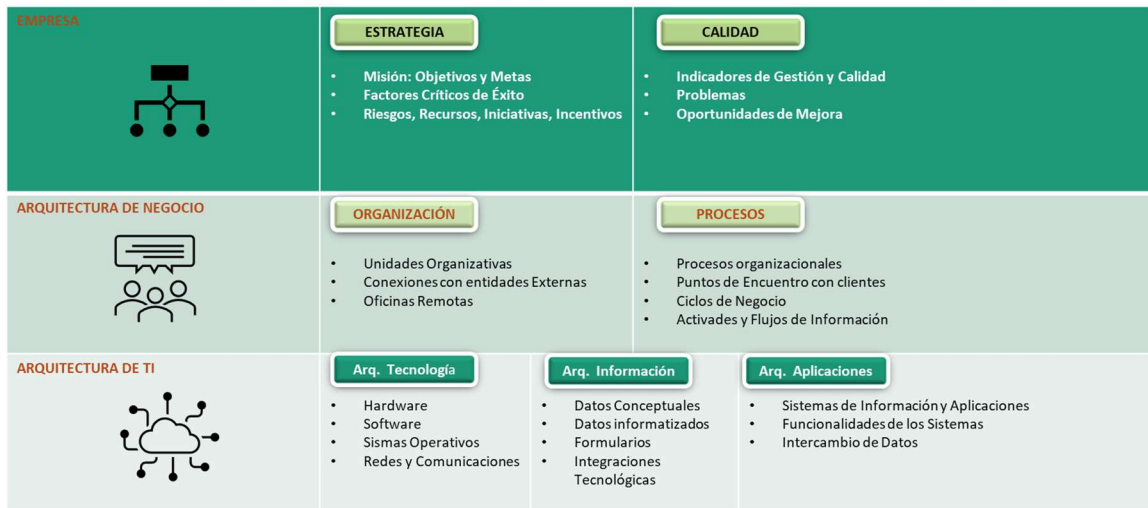 EMPRESA
ESTRATEGIA
• Misión: Objetivos y Metas
• Factores Críticos de Éxito
• Riesgos, Recursos, Iniciativas, Incentivos
CALIDAD
• Indicadores de Gestión y Calidad
• Problemas
• Oportunidades de Mejora
ARQUITECTURA DE NEGOCIO
ORGANIZACIÓN
• Unidades Organizativas
• Conexiones con entidades Externas
• Oficinas Remotas
PROCESOS
• Procesos organizacionales
• Puntos de Encuentro con clientes
• Ciclos de Negocio
• Activades y Flujos de Información
ARQUITECTURA DE TI
Arq. Tecnología
• Hardware
• Software
• Sismas Operativos
• Redes y Comunicaciones
Arq. Información
• Datos Conceptuales
• Datos informatizados
• Formularios
• Integraciones
Tecnológicas
Arq. Aplicaciones
• Sistemas de Información y Aplicaciones
• Funcionalidades de los Sistemas
• Intercambio de Datos